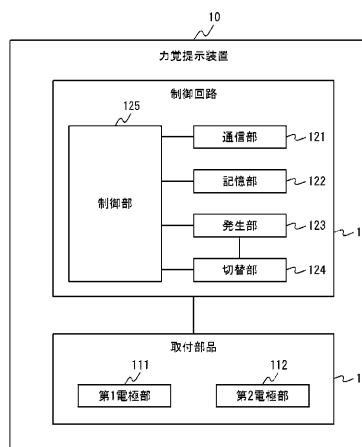 10
力覚提示装置
制御回路
125
制御部
通信部
121
記憶部
122
発生部
123
切替部
124
取付部品
111
第1電極部
112
第2電極部